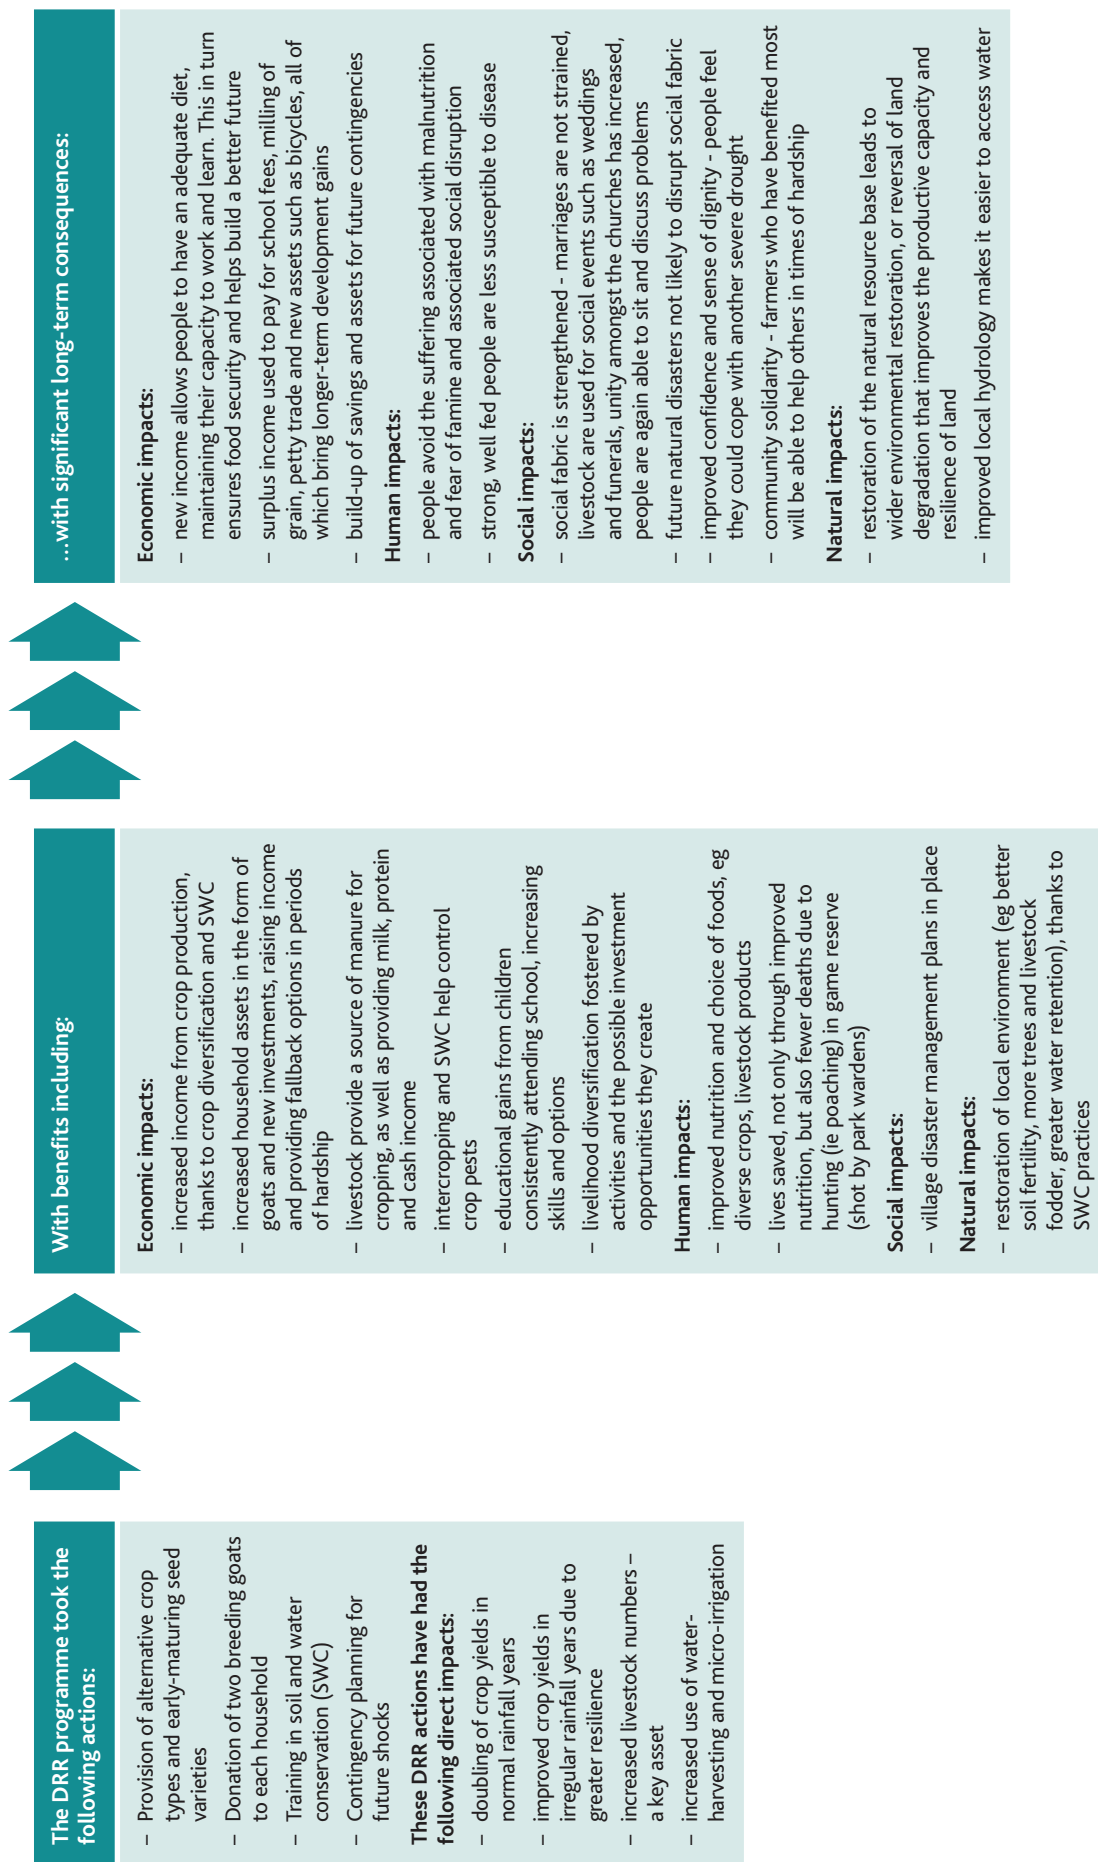 The DRR programme took the
following actions:
– Provision of alternative crop
types and early-maturing seed
varieties
– Donation of two breeding goats
to each household
– Training in soil and water
conservation (SWC)
– Contingency planning for
future shocks
These DRR actions have had the
following direct impacts:
– doubling of crop yields in
normal rainfall years
– improved crop yields in
irregular rainfall years due to
greater resilience
– increased livestock numbers –
a key asset
– increased use of water-
harvesting and micro-irrigation
With benefits including:
Economic impacts:
– increased income from crop production,
thanks to crop diversification and SWC
– increased household assets in the form of
goats and new investments, raising income
and providing fallback options in periods
of hardship
– livestock provide a source of manure for
cropping, as well as providing milk, protein
and cash income
– intercropping and SWC help control
crop pests
– educational gains from children
consistently attending school, increasing
skills and options
– livelihood diversification fostered by
activities and the possible investment
opportunities they create
Human impacts:
– improved nutrition and choice of foods, eg
diverse crops, livestock products
– lives saved, not only through improved
nutrition, but also fewer deaths due to
hunting (ie poaching) in game reserve
(shot by park wardens)
Social impacts:
– village disaster management plans in place
Natural impacts:
– restoration of local environment (eg better
soil fertility, more trees and livestock
fodder, greater water retention), thanks to
SWC practices
...with significant long-term consequences:
Economic impacts:
– new income allows people to have an adequate diet,
maintaining their capacity to work and learn. This in turn
ensures food security and helps build a better future
– surplus income used to pay for school fees, milling of
grain, petty trade and new assets such as bicycles, all of
which bring longer-term development gains
– build-up of savings and assets for future contingencies
Human impacts:
– people avoid the suffering associated with malnutrition
and fear of famine and associated social disruption
– strong, well fed people are less susceptible to disease
Social impacts:
– social fabric is strengthened - marriages are not strained,
livestock are used for social events such as weddings
and funerals, unity amongst the churches has increased,
people are again able to sit and discuss problems
– future natural disasters not likely to disrupt social fabric
– improved confidence and sense of dignity - people feel
they could cope with another severe drought
– community solidarity - farmers who have benefited most
will be able to help others in times of hardship
Natural impacts:
– restoration of the natural resource base leads to
wider environmental restoration, or reversal of land
degradation that improves the productive capacity and
resilience of land
– improved local hydrology makes it easier to access water